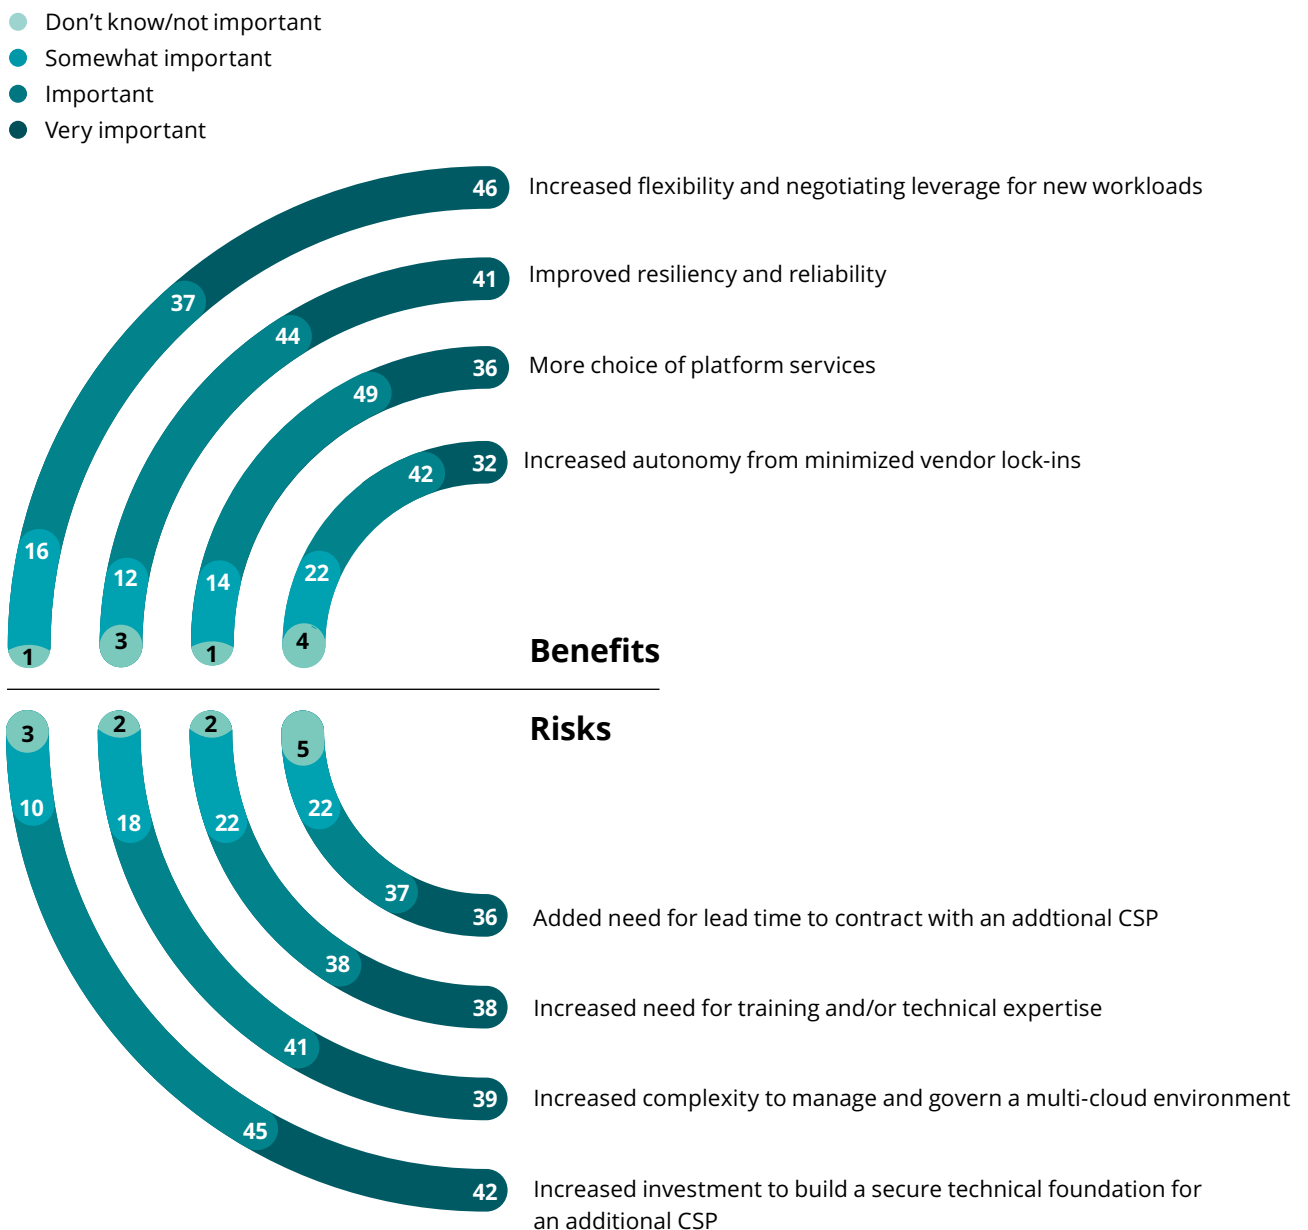 Don't know/not important
Somewhat important
Important
Very important
46 Increased flexibility and negotiating leverage for new workloads
41 Improved resiliency and reliability
37
44
36 More choice of platform services
49
42 32 Increased autonomy from minimized vendor lock-ins
16
12 14 22
1 3 1 4 Benefits
3 2 2 5 Risks
10 18 22 22
37
36 Added need for lead time to contract with an addtional CSP
38
38 Increased need for training and/or technical expertise
41
39 Increased complexity to manage and govern a multi-cloud environment
45
42 Increased investment to build a secure technical foundation for
an additional CSP